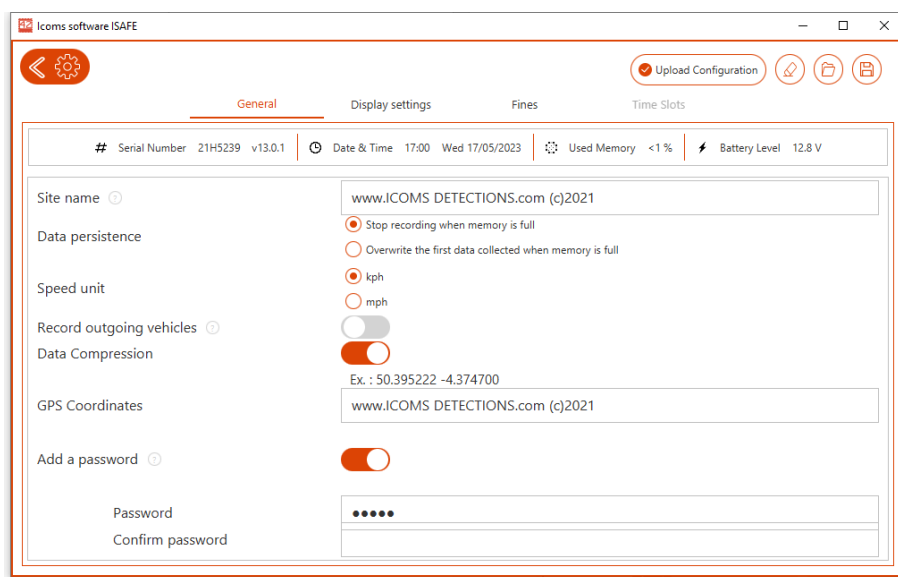 Icoms software ISAFE
Upload Configuration
General Display settings Fines Time Slots
# Serial Number 21H5239 v13.0.1 Date & Time 17:00 Wed 17/05/2023 Used Memory <1 % Battery Level 12.8 V
Site name ? www.ICOMS DETECTIONS.com (c)2021
Data persistence
Stop recording when memory is full
Overwrite the first data collected when memory is full
Speed unit
kph
mph
Record outgoing vehicles ?
Data Compression
Ex. : 50.395222 -4.374700
GPS Coordinates www.ICOMS DETECTIONS.com (c)2021
Add a password ?
Password •••••
Confirm password